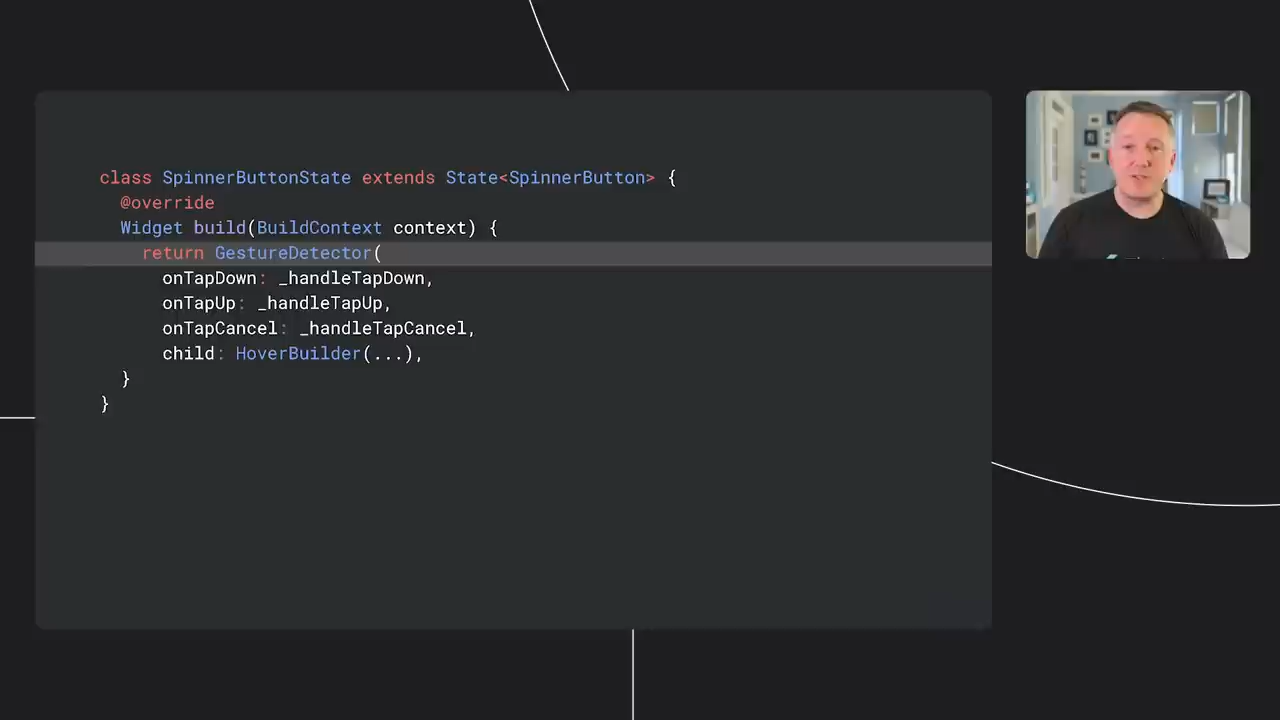 class SpinnerButtonState extends State<SpinnerButton> {
@override
Widget build(BuildContext context) {
return GestureDetector(
onTapDown: _handleTapDown,
onTapUp: _handleTapUp,
onTapCancel: _handleTapCancel,
child: HoverBuilder(...),
}
}